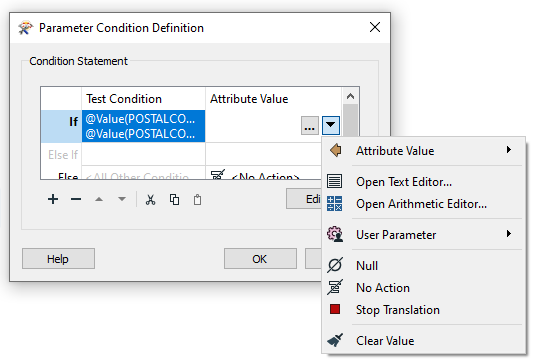 Parameter Condition Definition
Condition Statement
Test Condition Attribute Value
If @Value(POSTALCO...
@Value(POSTALCO... ...
Else If
Else <All Other Conditio... <No Action>
Edi
Help OK
Attribute Value
Open Text Editor...
Open Arithmetic Editor...
User Parameter
Null
No Action
Stop Translation
Clear Value